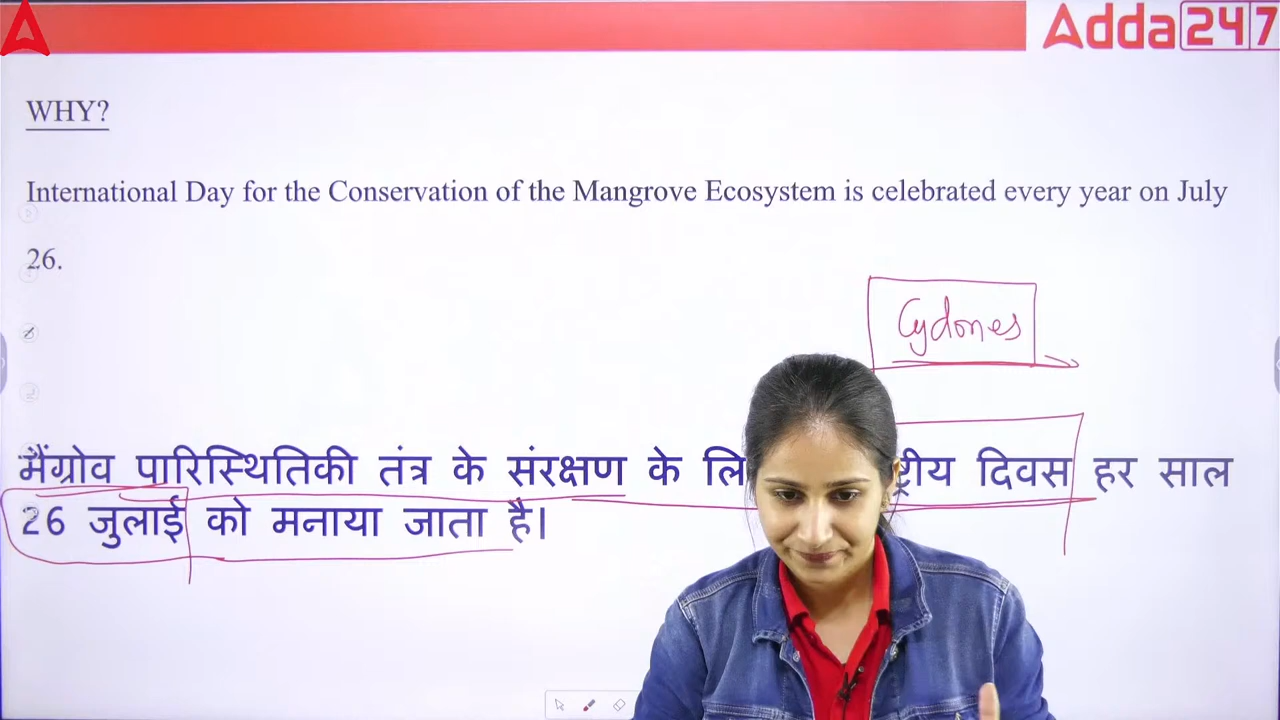 Adda247
WHY?
International Day for the Conservation of the Mangrove Ecosystem is celebrated every year on July
26.
Cyclones
मैंग्रोव पारिस्थितिकी तंत्र के संरक्षण के लि ष्ट्रीय दिवस हर साल
26 जुलाई को मनाया जाता है।